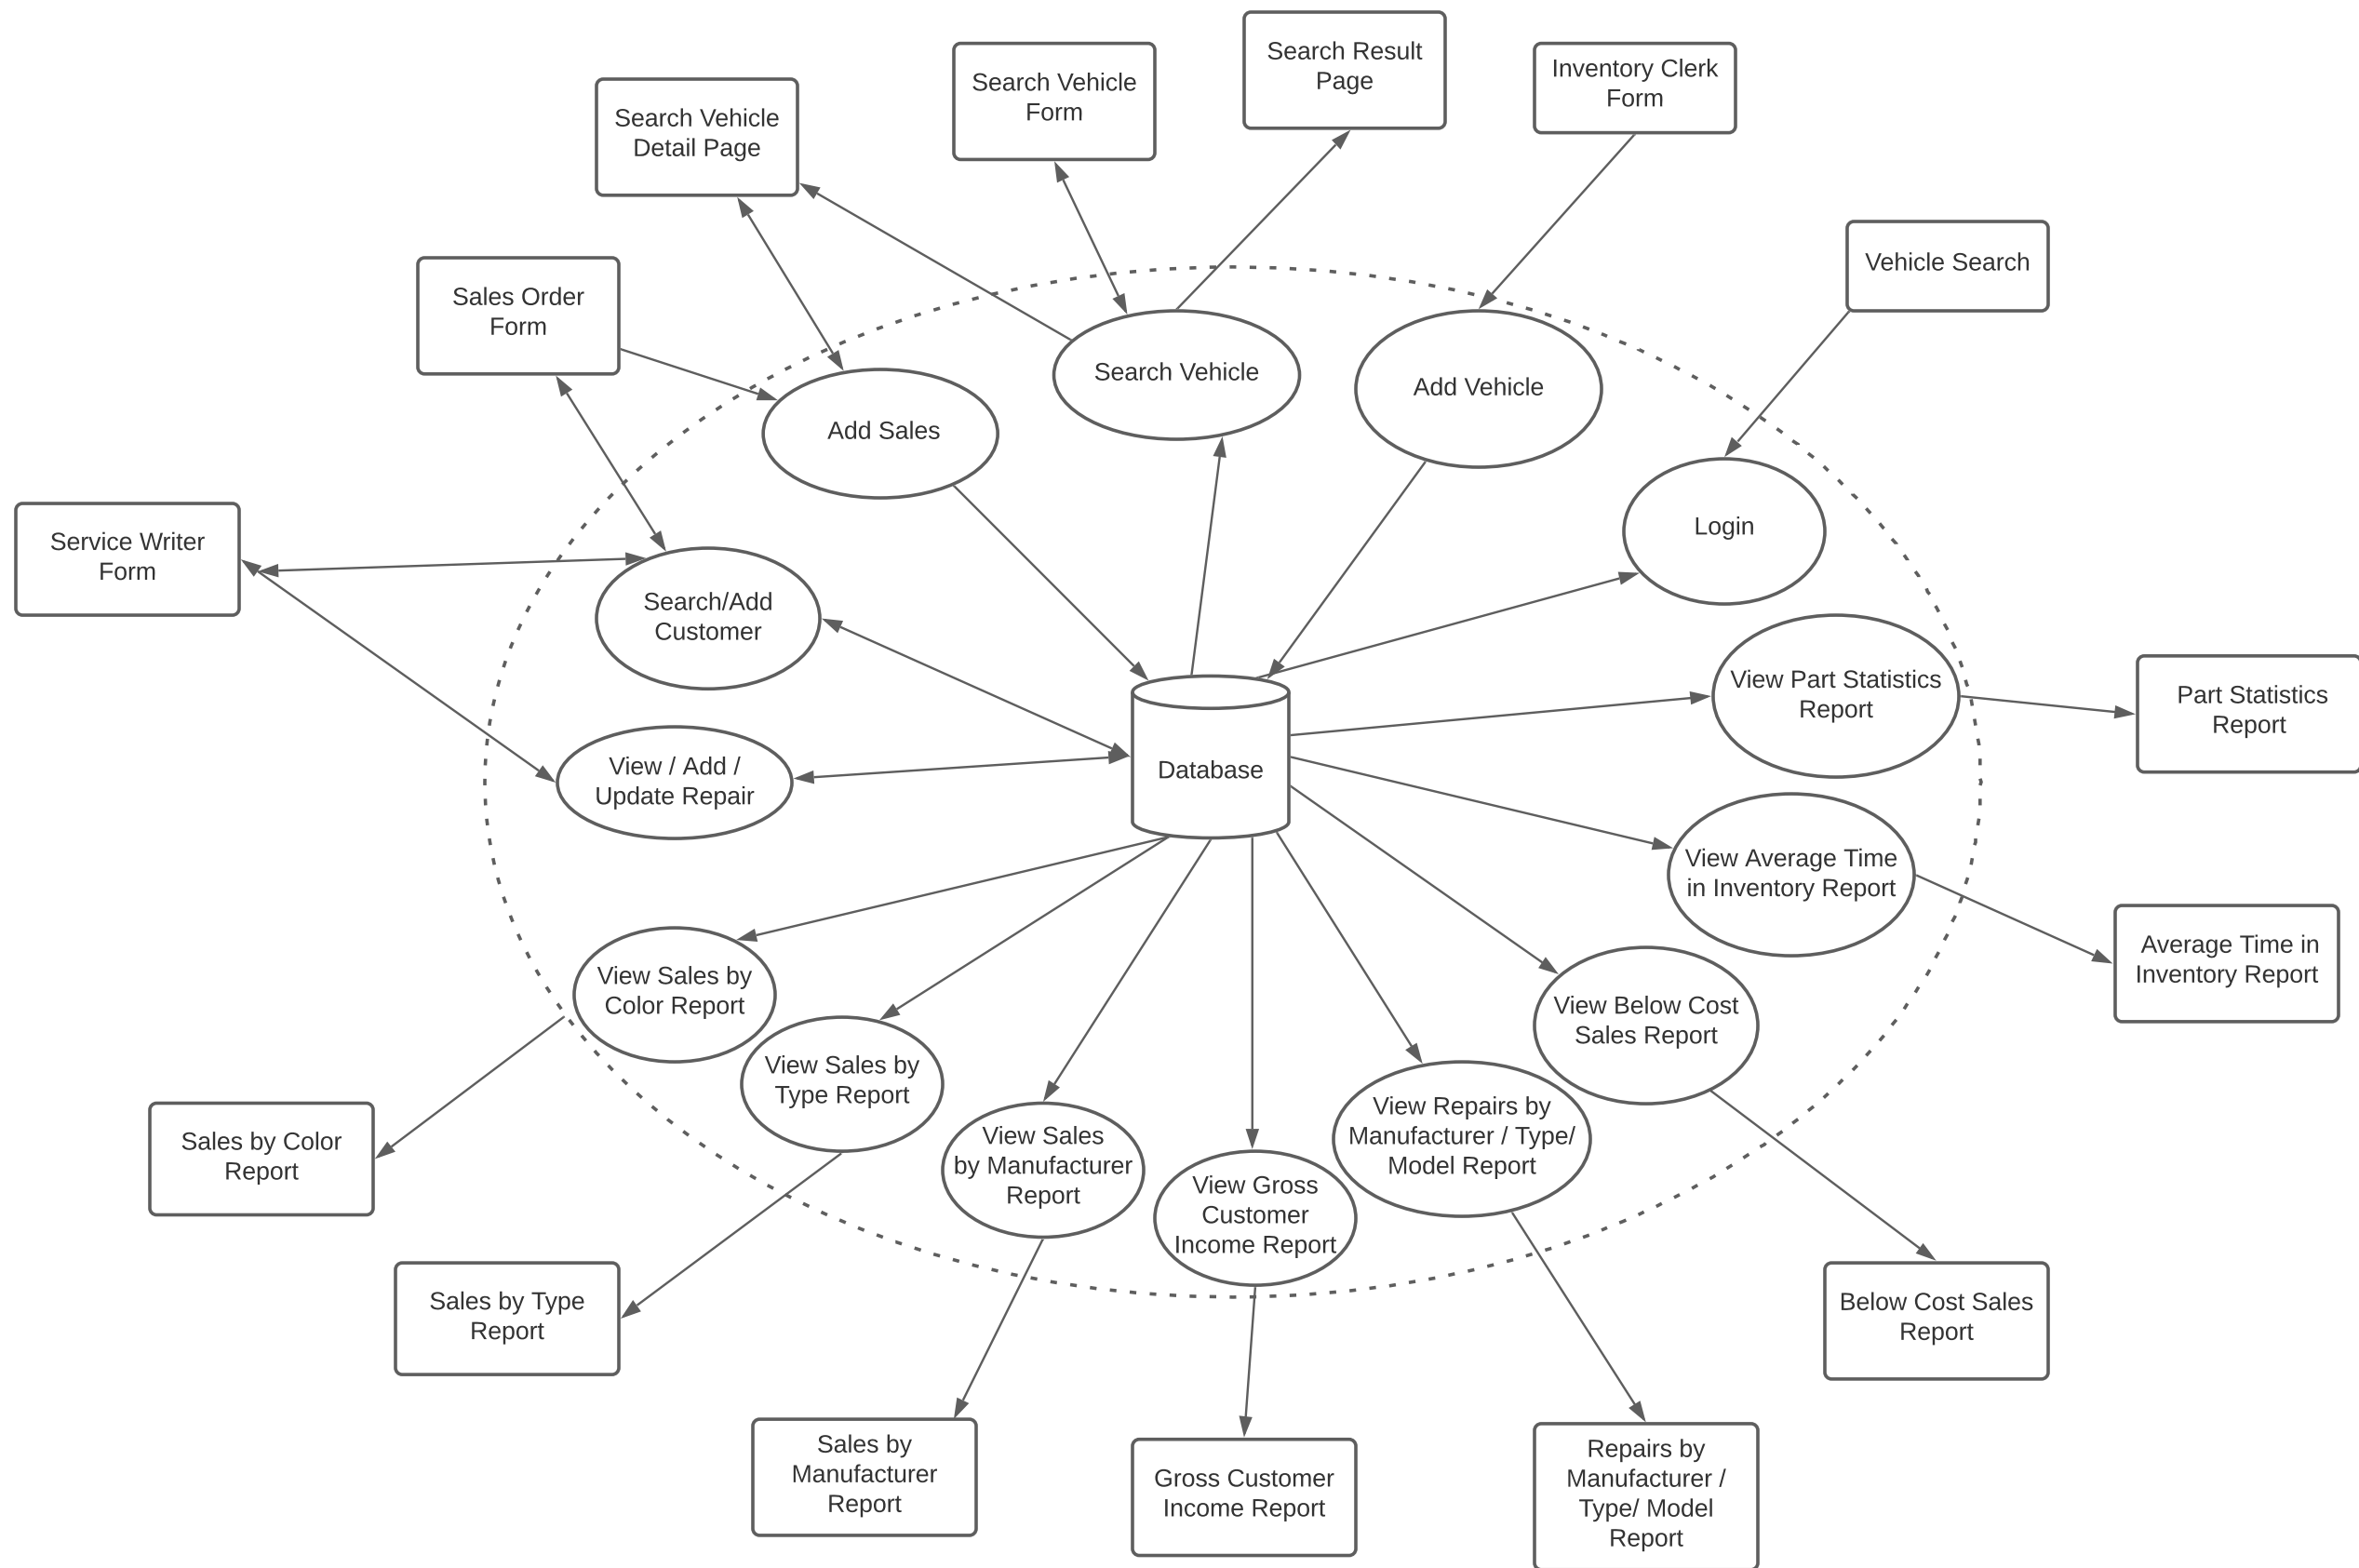 Search Result
Page
Search Vehicle
Form
Inventory Clerk
Form
Search Vehicle
Detail Page
Vehicle Search
Sales Order
Form
Search Vehicle
Add Vehicle
Add Sales
Login
Service Writer
Form
Search/Add
Customer
View Part Statistics
Report
Part Statistics
Report
View / Add /
Update Repair
Database
View Average Time
in Inventory Report
Average Time in
Inventory Report
View Sales by
Color Report
View Below Cost
Sales Report
View Sales by
Type Report
View Repairs by
Manufacturer / Type/
Model Report
View Sales
by Manufacturer
Report
Sales by Color
Report
View Gross
Customer
Income Report
Sales by Type
Report
Below Cost Sales
Report
Sales by
Manufacturer
Report
Gross Customer
Income Report
Repairs by
Manufacturer /
Type/ Model
Report